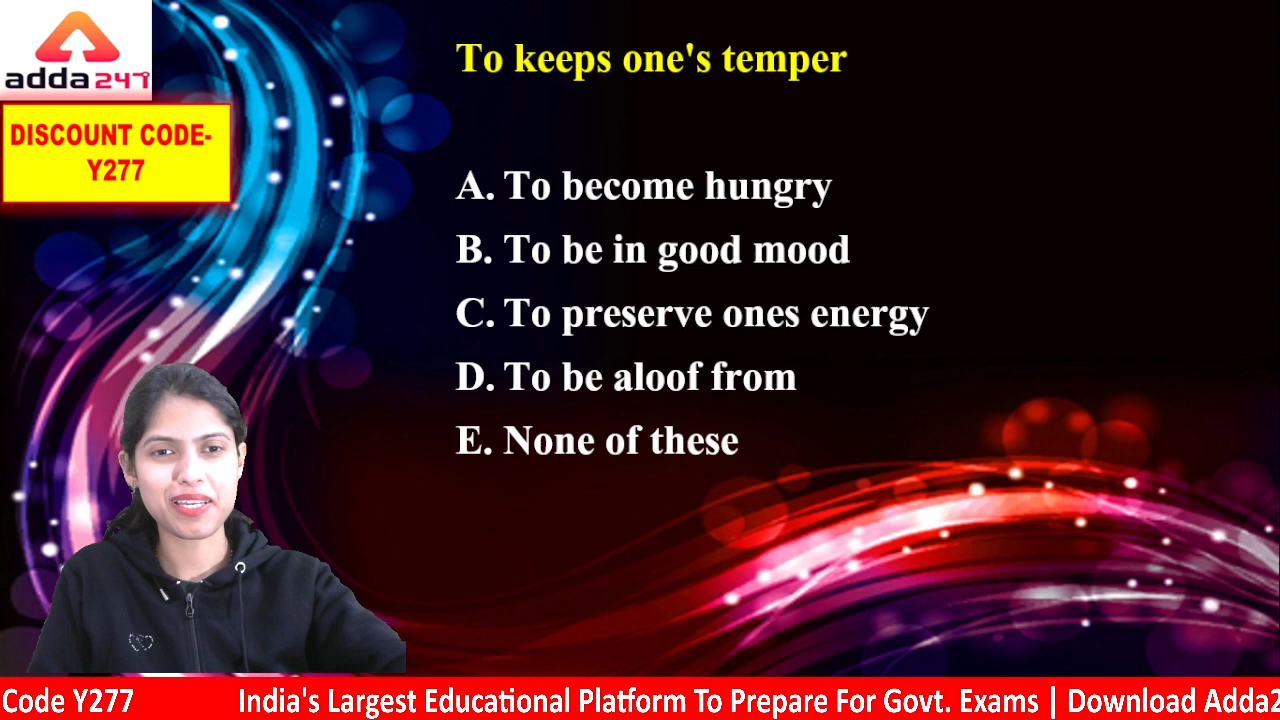 adda247
DISCOUNT CODE-
Y277
To keeps one's temper
A. To become hungry
B. To be in good mood
C. To preserve ones energy
D. To be aloof from
E. None of these
Code Y277 India's Largest Educational Platform To Prepare For Govt. Exams | Download Adda2